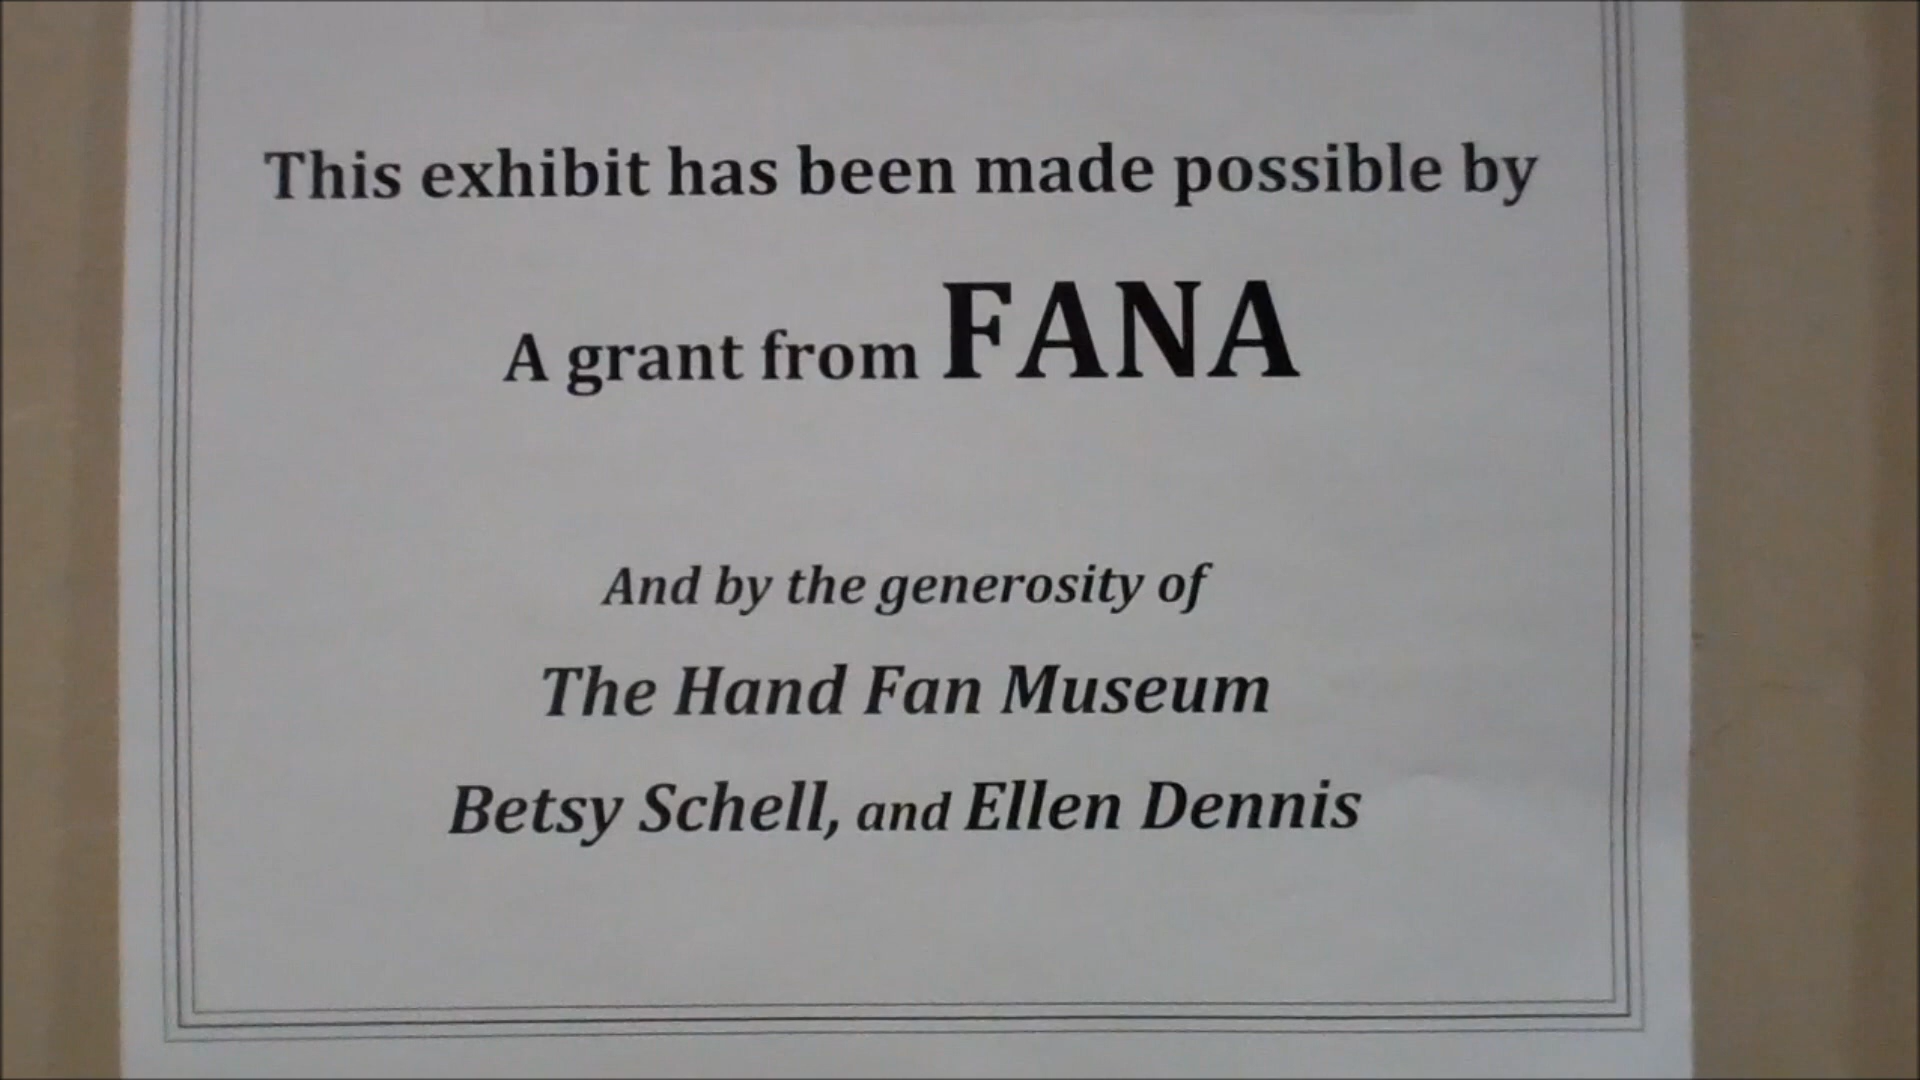 This exhibit has been made possible by
A grant from FANA
And by the generosity of
The Hand Fan Museum
Betsy Schell, and Ellen Dennis